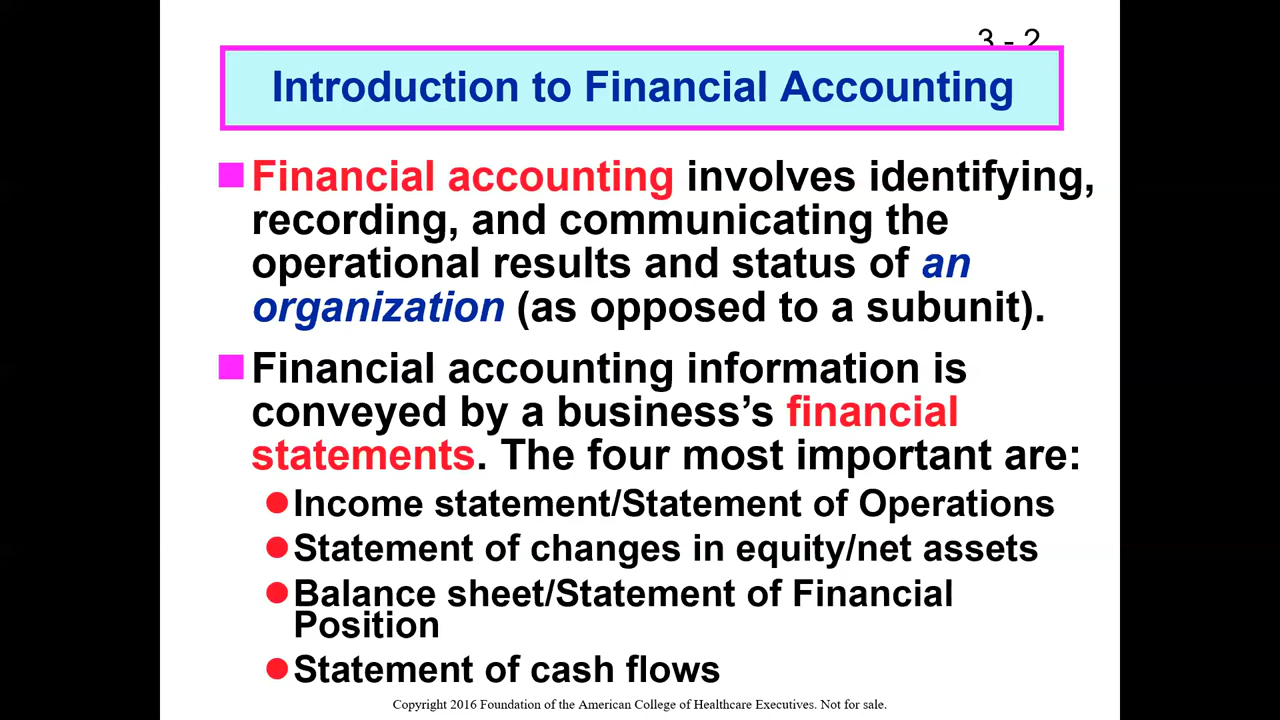 3 - 2
Introduction to Financial Accounting
Financial accounting involves identifying,
recording, and communicating the
operational results and status of an
organization (as opposed to a subunit).
Financial accounting information is
conveyed by a business’s financial
statements. The four most important are:
Income statement/Statement of Operations
Statement of changes in equity/net assets
Balance sheet/Statement of Financial
Position
Statement of cash flows
Copyright 2016 Foundation of the American College of Healthcare Executives. Not for sale.